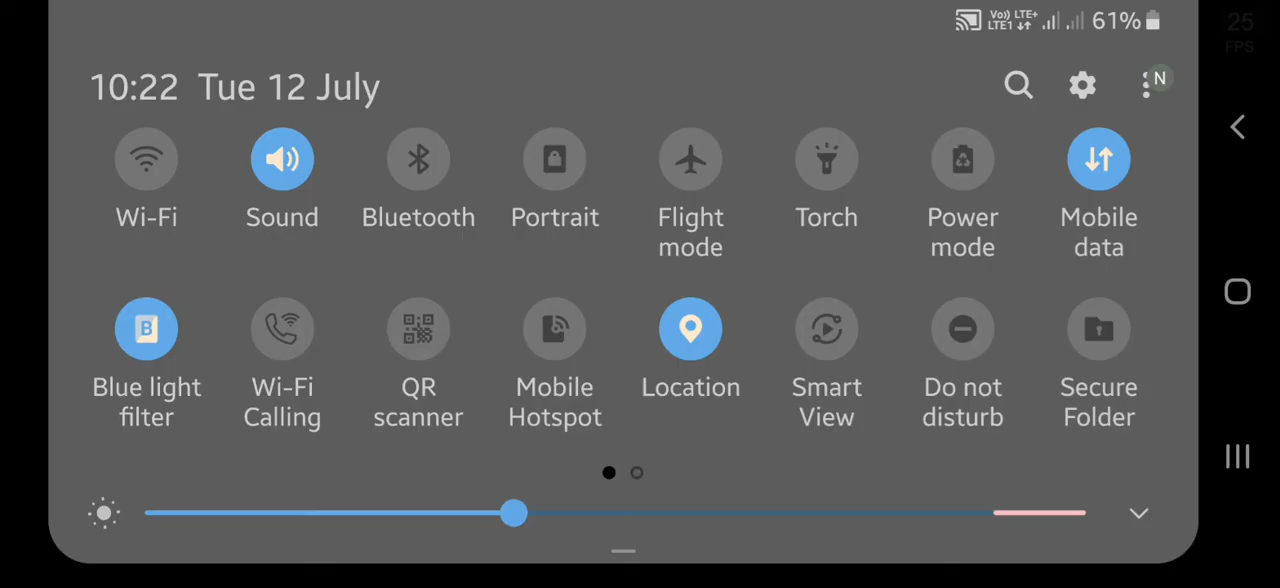 Vo)) LTE+
LTE1 61%
25
FPS
10:22 Tue 12 July
N
Wi-Fi Sound Bluetooth Portrait Flight mode Torch Power mode Mobile data
B
Blue light filter Wi-Fi Calling QR scanner Mobile Hotspot Location Smart View Do not disturb Secure Folder